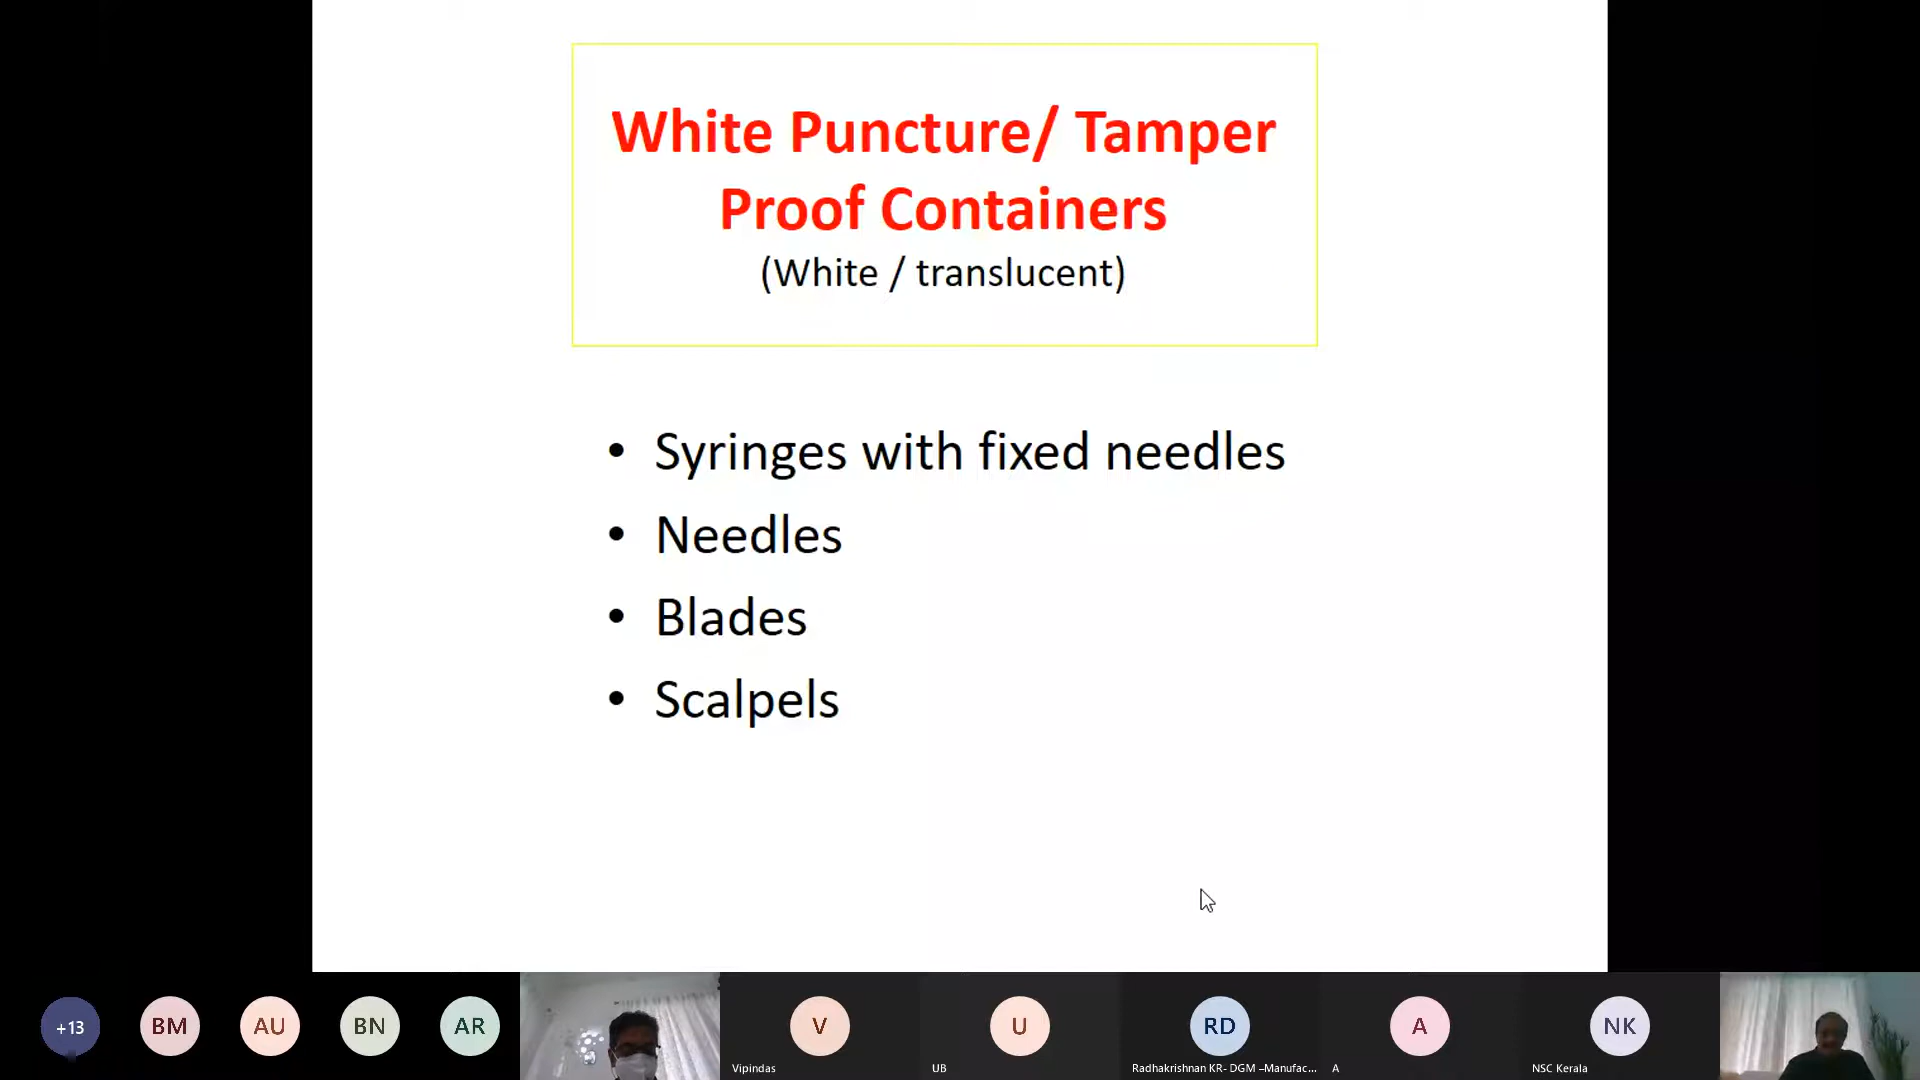 White Puncture/ Tamper
Proof Containers
(White / translucent)
• Syringes with fixed needles
• Needles
• Blades
• Scalpels
+13
BM
AU
BN
AR
V
U
RD
A
NK
Vipindas
UB
Radhakrishnan KR- DGM –Manufac...
A
NSC Kerala